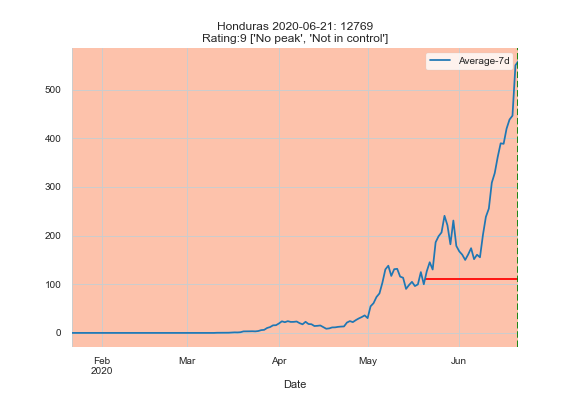 Honduras 2020-06-21: 12769
Rating:9 ['No peak', 'Not in control']
Average-7d
500
400
300
200
100
0
Feb Mar Apr May Jun
2020
Date